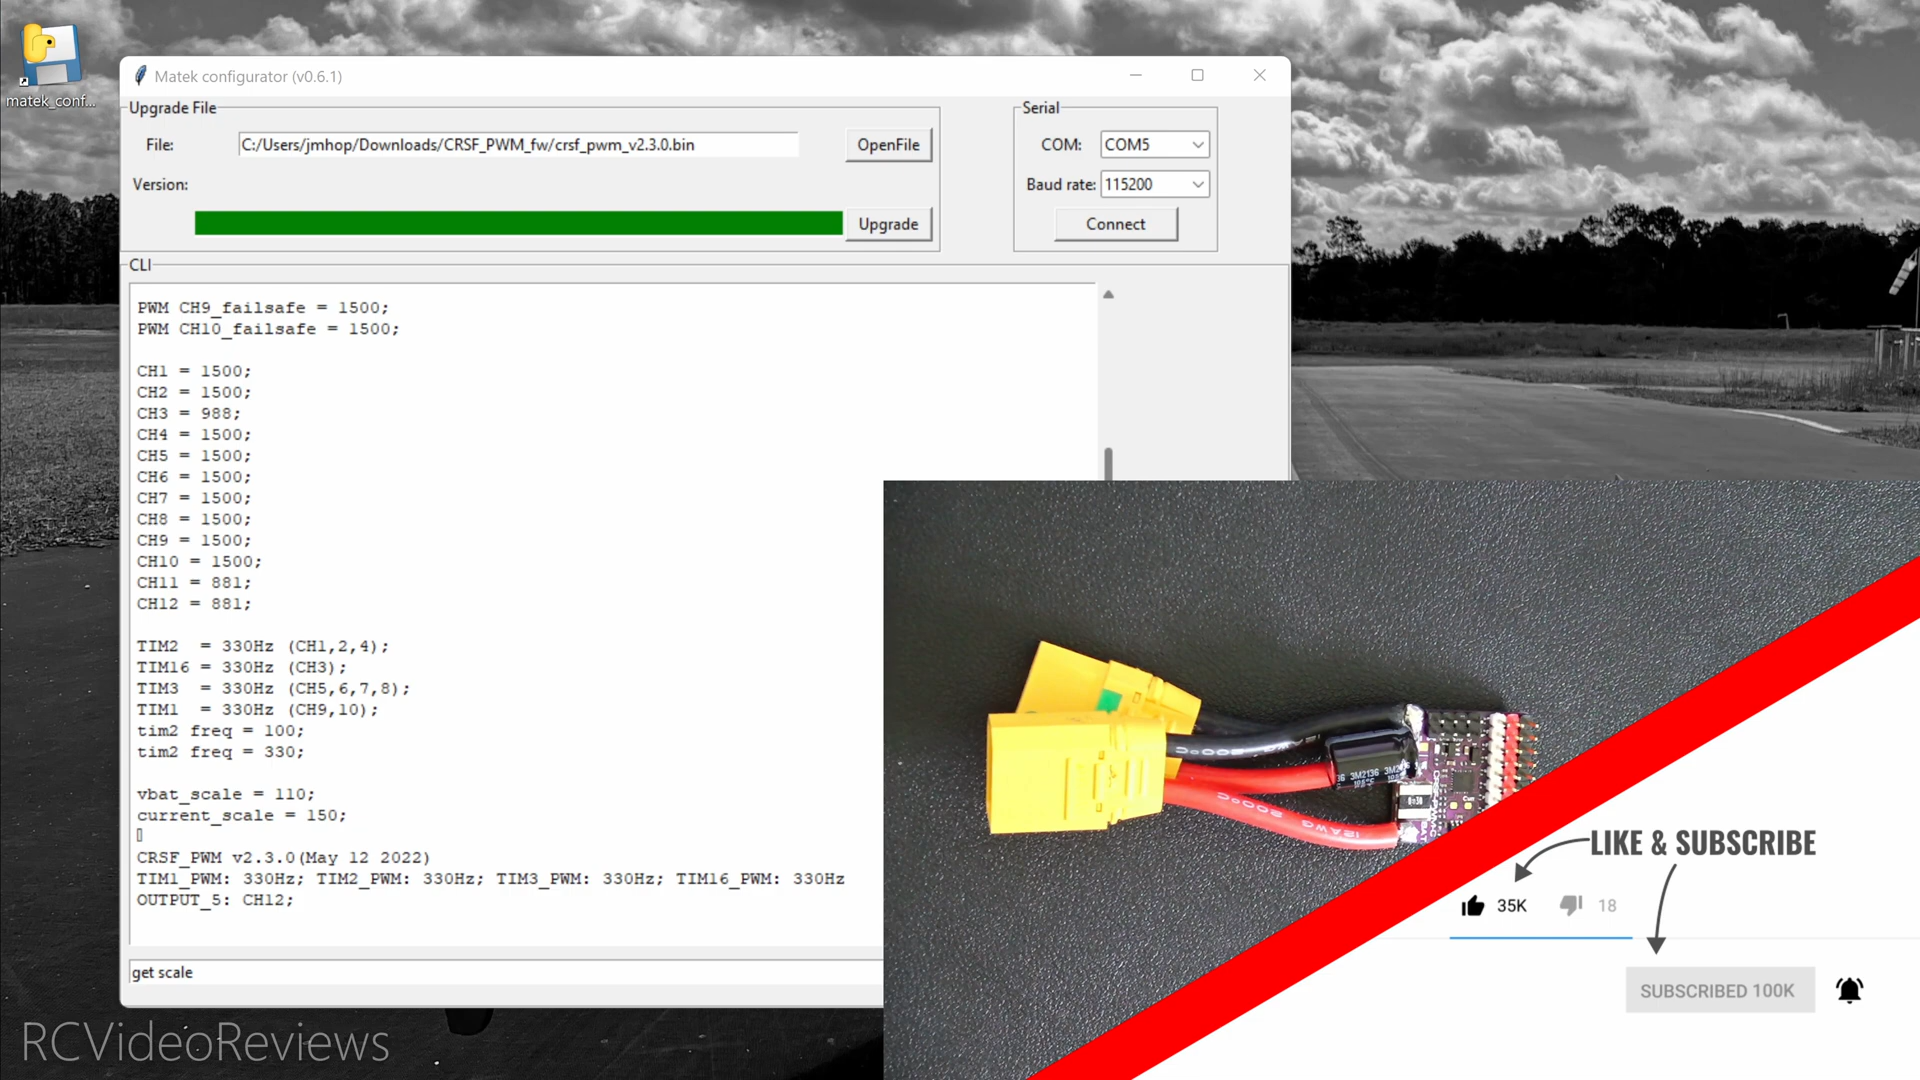 matek_conf...
Matek configurator (v0.6.1)
Upgrade File
File:
C:/Users/jmhop/Downloads/CRSF_PWM_fw/crsf_pwm_v2.3.0.bin
OpenFile
Version:
Upgrade
Serial
COM:
COM5
Baud rate:
115200
Connect
CLI
PWM CH9_failsafe = 1500;
PWM CH10_failsafe = 1500;
CH1 = 1500;
CH2 = 1500;
CH3 = 988;
CH4 = 1500;
CH5 = 1500;
CH6 = 1500;
CH7 = 1500;
CH8 = 1500;
CH9 = 1500;
CH10 = 1500;
CH11 = 881;
CH12 = 881;
TIM2 = 330Hz (CH1,2,4);
TIM16 = 330Hz (CH3);
TIM3 = 330Hz (CH5,6,7,8);
TIM1 = 330Hz (CH9,10);
tim2 freq = 100;
tim2 freq = 330;
vbat_scale = 110;
current_scale = 150;
CRSF_PWM v2.3.0(May 12 2022)
TIM1_PWM: 330Hz; TIM2_PWM: 330Hz; TIM3_PWM: 330Hz; TIM16_PWM: 330Hz
OUTPUT_5: CH12;
get scale
200°C
3M2136
200°C
12AWG
LIKE & SUBSCRIBE
35K
18
SUBSCRIBED 100K
RCVideoReviews